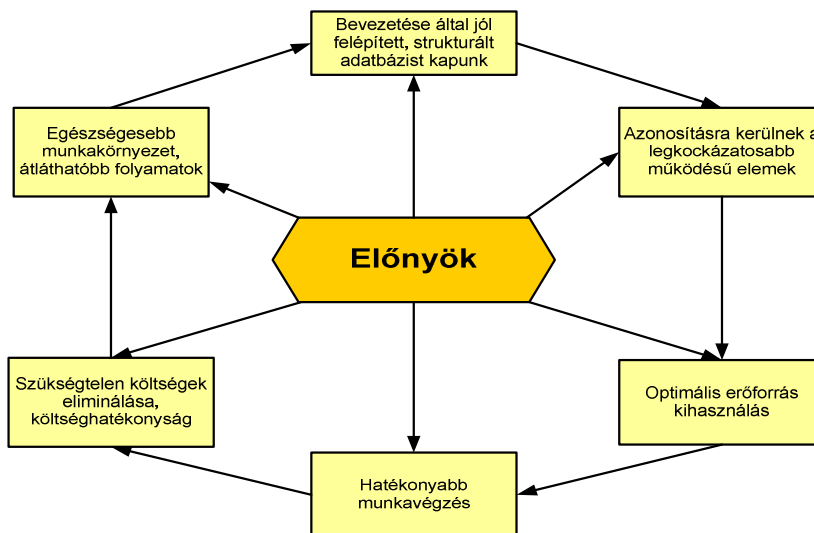 Bevezetése által jól
felépített, strukturált
adatbázist kapunk
Egészségesebb
munkakörnyezet,
átláthatóbb folyamatok
Azonosításra kerülnek a
legkockázatosabb
működésű elemek
Előnyök
Szükségtelen költségek
eliminálása,
költséghatékonyság
Optimális erőforrás
kihasználás
Hatékonyabb
munkavégzés